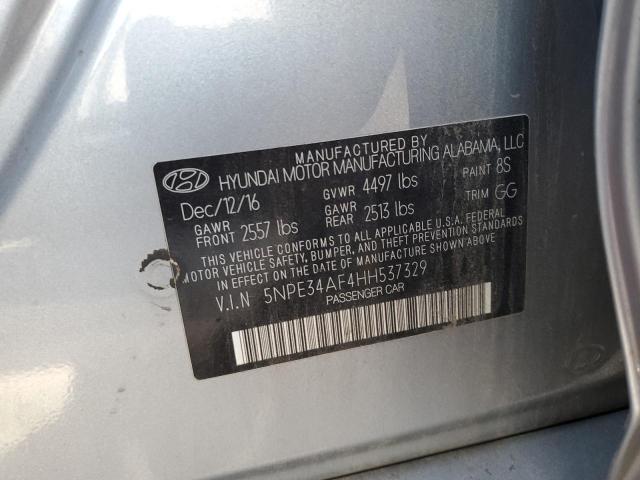 MANUFACTURED BY
HYUNDAI MOTOR MANUFACTURING ALABAMA, LLC
Dec/12/16 GVWR 4497 lbs PAINT 8S
GAWR FRONT 2557 lbs GAWR REAR 2513 lbs TRIM GG
THIS VEHICLE CONFORMS TO ALL APPLICABLE U.S.A. FEDERAL
MOTOR VEHICLE SAFETY, BUMPER, AND THEFT PREVENTION STANDARDS
IN EFFECT ON THE DATE OF MANUFACTURE SHOWN ABOVE.
V.I.N 5NPE34AF4HH537329
PASSENGER CAR